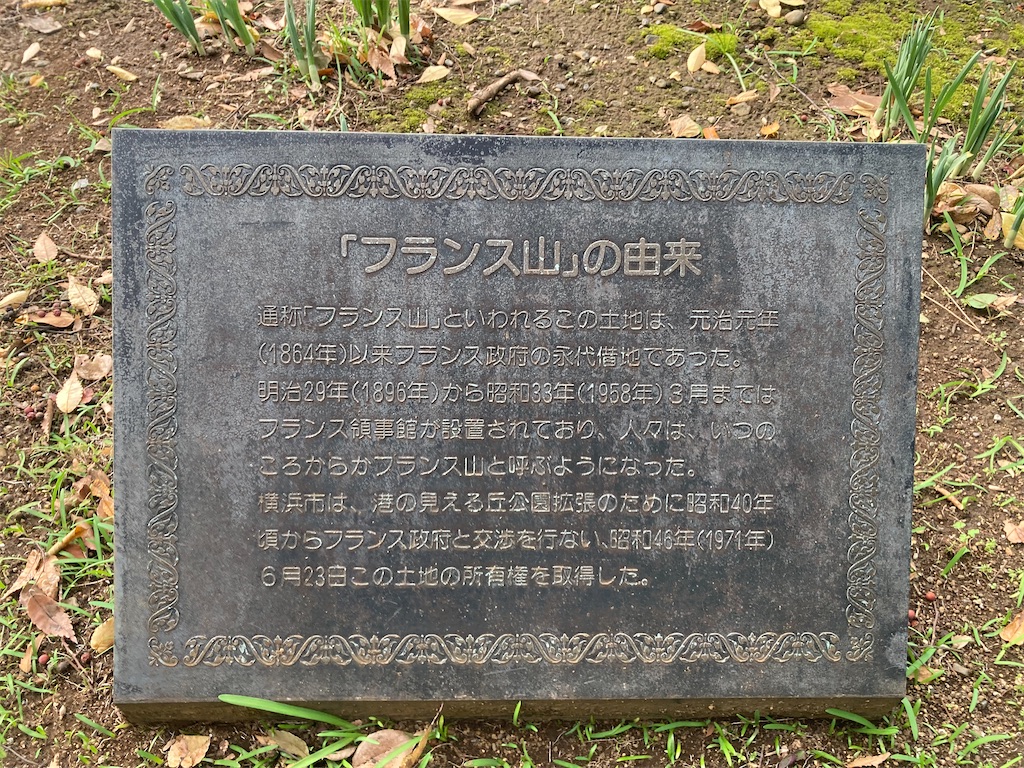 「フランス山」の由来
通称「フランス山」といわれるこの土地は、元治元年
(1864年)以来フランス政府の永代借地であった。
明治29年(1896年)から昭和33年(1958年)3月までは
フランス領事館が設置されており、人々は、いつの
ころからかフランス山と呼ぶようになった。
横浜市は、港の見える丘公園拡張のために昭和40年
頃からフランス政府と交渉を行ない、昭和46年(1971年)
6月23日この土地の所有権を取得した。